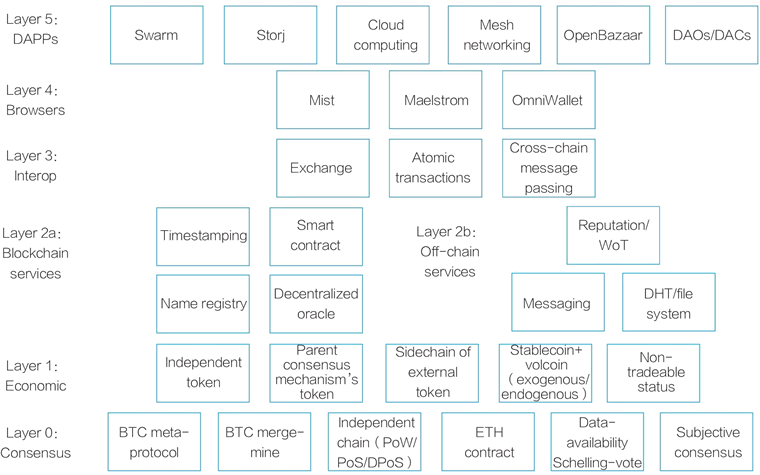 Layer 5:
DAPPs
Swarm
Storj
Cloud
computing
Mesh
networking
OpenBazaar
DAOs/DACs
Layer 4:
Browsers
Mist
Maelstrom
OmniWallet
Layer 3:
Interop
Exchange
Atomic
transactions
Cross-chain
message
passing
Layer 2a:
Blockchain
services
Timestamping
Smart
contract
Name registry
Decentralized
oracle
Layer 2b:
Off-chain
services
Reputation/
WoT
Messaging
DHT/file
system
Layer 1:
Economic
Independent
token
Parent
consensus
mechanism's
token
Sidechain of
external
token
Stablecoin+
volcoin
(exogenous/
endogenous)
Non-
tradeable
status
Layer 0:
Consensus
BTC meta-
protocol
BTC merge-
mine
Independent
chain (PoW/
PoS/DPoS)
ETH
contract
Data-
availability
Schelling-vote
Subjective
consensus